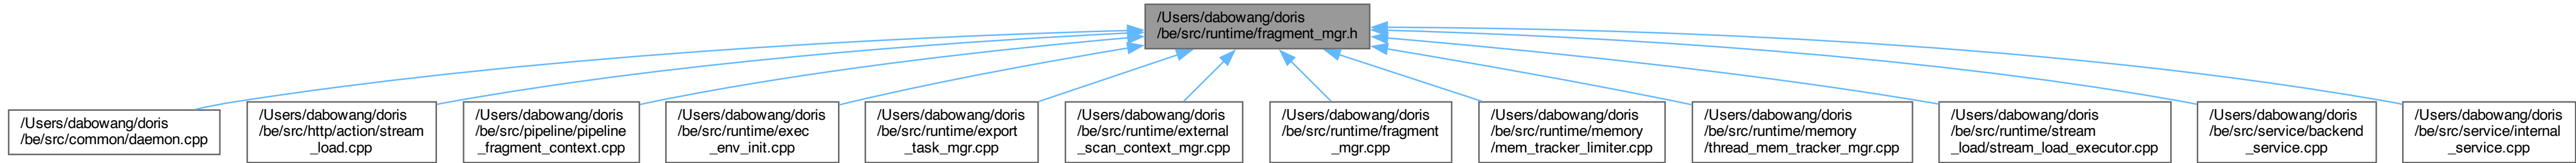 /Users/dabowang/doris
/be/src/runtime/fragment_mgr.h
/Users/dabowang/doris
/be/src/common/daemon.cpp
/Users/dabowang/doris
/be/src/http/action/stream
_load.cpp
/Users/dabowang/doris
/be/src/pipeline/pipeline
_fragment_context.cpp
/Users/dabowang/doris
/be/src/runtime/exec
_env_init.cpp
/Users/dabowang/doris
/be/src/runtime/export
_task_mgr.cpp
/Users/dabowang/doris
/be/src/runtime/external
_scan_context_mgr.cpp
/Users/dabowang/doris
/be/src/runtime/fragment
_mgr.cpp
/Users/dabowang/doris
/be/src/runtime/memory
/mem_tracker_limiter.cpp
/Users/dabowang/doris
/be/src/runtime/memory
/thread_mem_tracker_mgr.cpp
/Users/dabowang/doris
/be/src/runtime/stream
_load/stream_load_executor.cpp
/Users/dabowang/doris
/be/src/service/backend
_service.cpp
/Users/dabowang/doris
/be/src/service/internal
_service.cpp